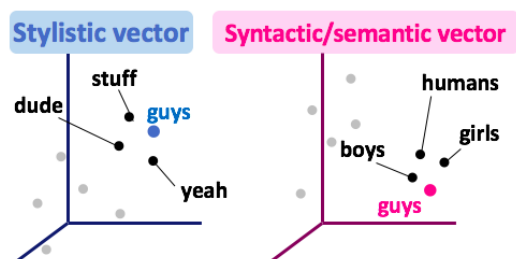 Stylistic vector
stuff
dude
guys
yeah
Syntactic/semantic vector
humans
girls
boys
guys